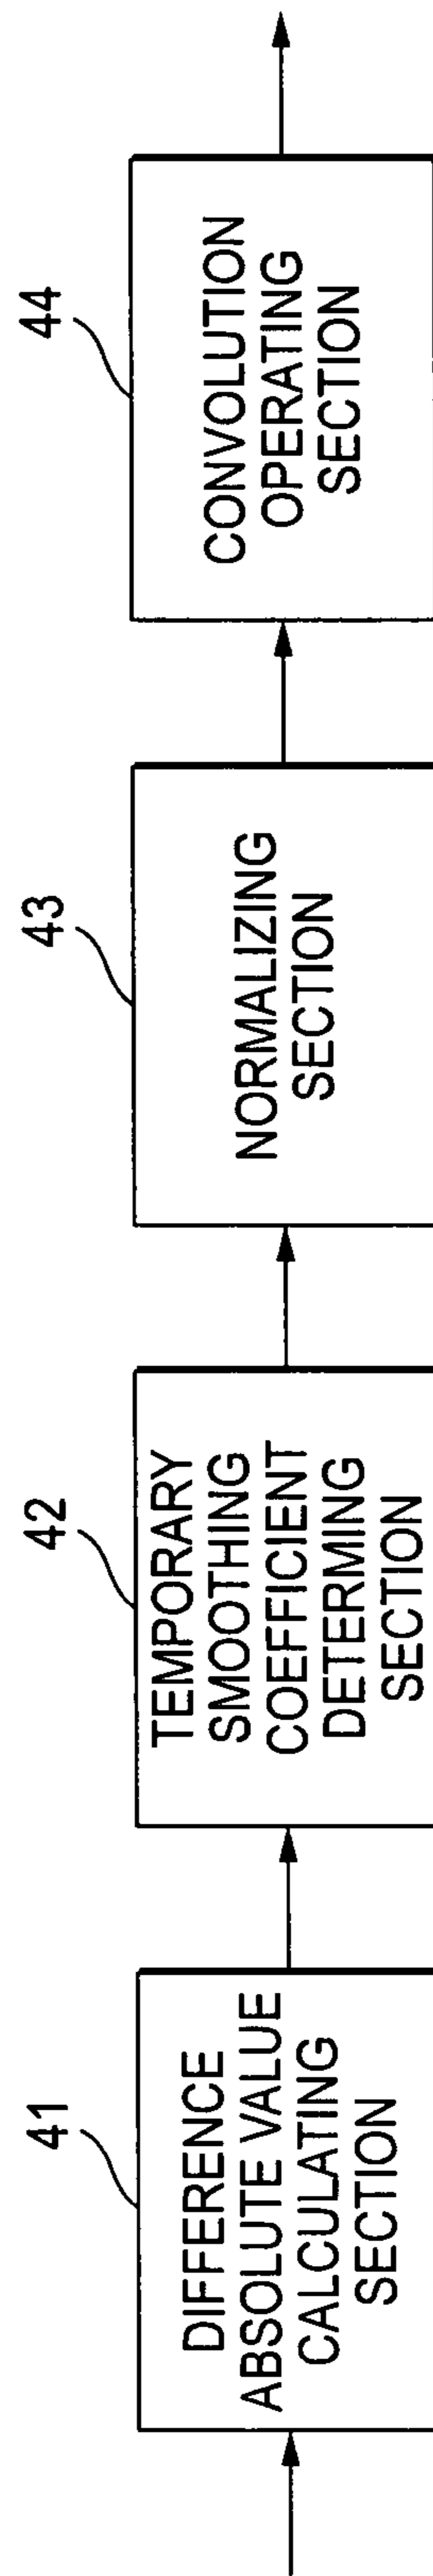 41
DIFFERENCE
ABSOLUTE VALUE
CALCULATING
SECTION
42
TEMPORARY
SMOOTHING
COEFFICIENT
DETERMING
SECTION
43
NORMALIZING
SECTION
44
CONVOLUTION
OPERATING
SECTION